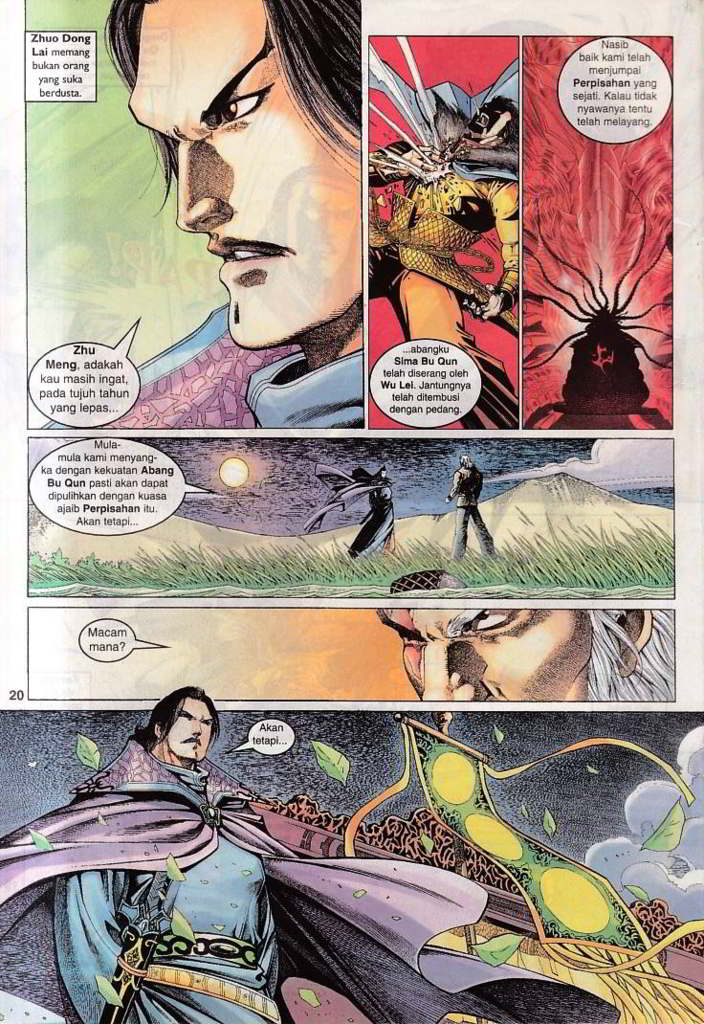 Zhuo Dong
Lai memang
bukan orang
yang suka
berdusta.
Zhu
Meng, adakah
kau masih ingat,
pada tujuh tahun
yang lepas...
...abangku
Sima Bu Qun
telah diserang oleh
Wu Lei. Jantungnya
telah ditembusi
dengan pedang.
Nasib
baik kami telah
menjumpai
Perpisahan yang
sejati. Kalau tidak
nyawanya tentu
telah melayang.
Mula-
mula kami menyang-
ka dengan kekuatan Abang
Bu Qun pasti akan dapat
dipulihkan dengan kuasa
ajaib Perpisahan itu.
Akan tetapi...
Macam
mana?
20
Akan
tetapi...